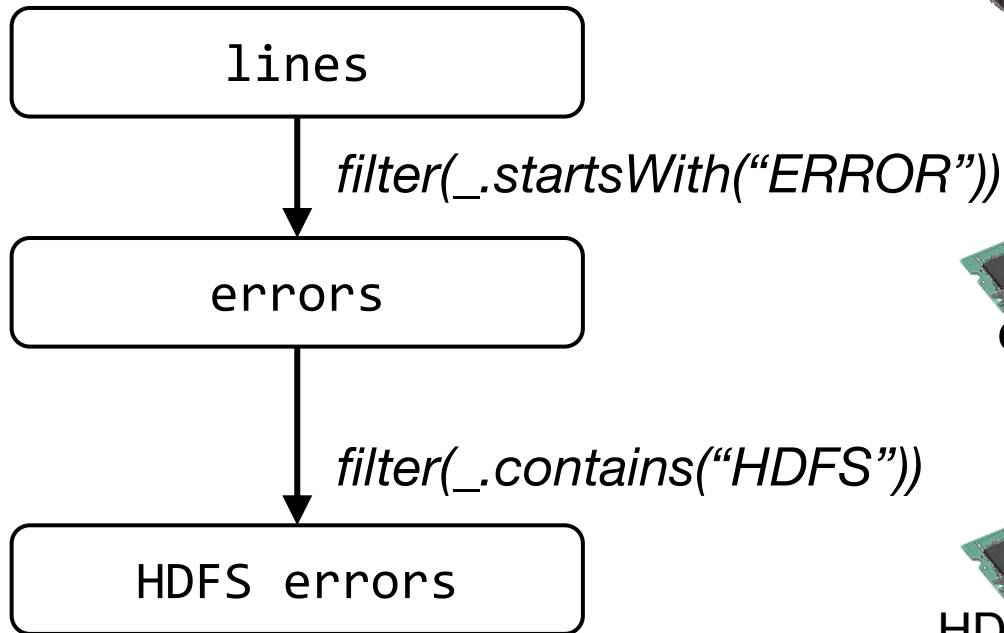 lines
filter(_.startsWith(“ERROR”))
errors
filter(_.contains(“HDFS”))
HDFS errors